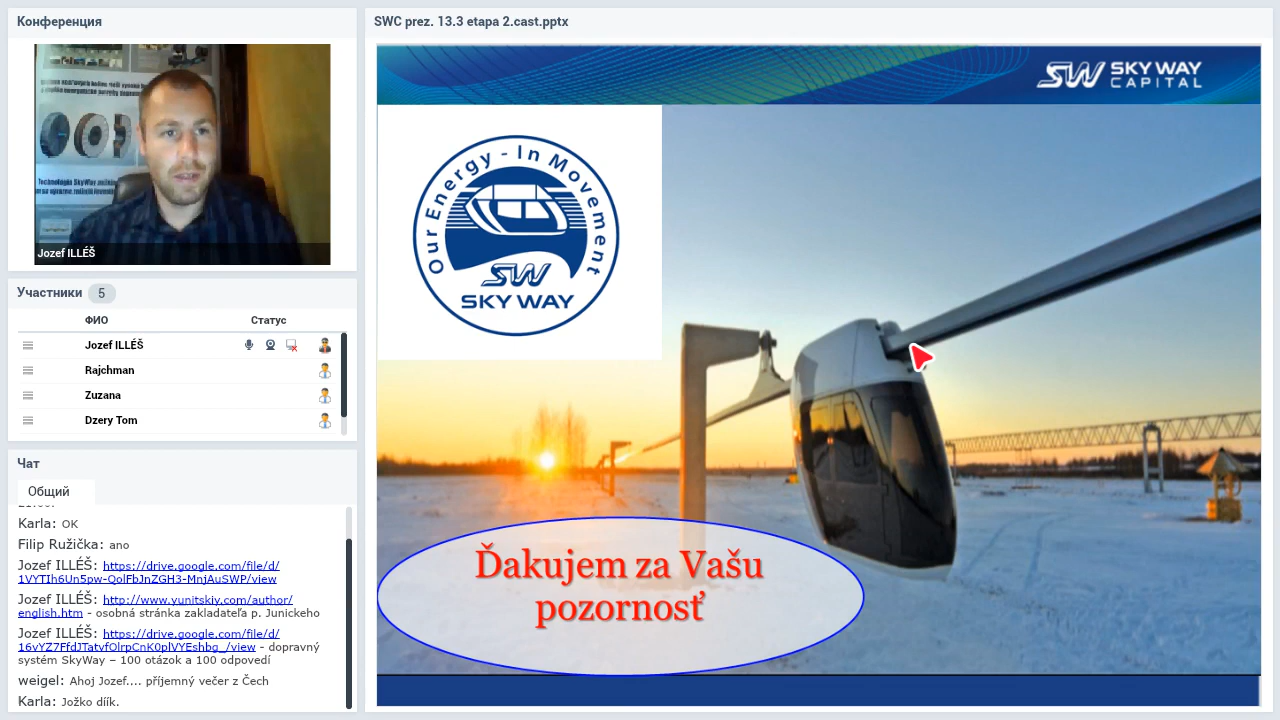 Конференция
Jozef ILLÉŠ
Участники 5
ФИО Статус
Jozef ILLÉŠ
Rajchman
Zuzana
Dzery Tom
Чат
Общий
Karla: OK
Filip Ružička: ano
Jozef ILLÉŠ: https://drive.google.com/file/d/
1VYTIh6Un5pw-QolFbJnZGH3-MnjAuSWP/view
Jozef ILLÉŠ: http://www.yunitskiy.com/author/
english.htm - osobná stránka zakladateľa p. Junickeho
Jozef ILLÉŠ: https://drive.google.com/file/d/
16vYZ7FfdJTatvfOlrpCnK0plVYEshbg_/view - dopravný
systém SkyWay – 100 otázok a 100 odpovedí
weigel: Ahoj Jozef.... příjemný večer z Čech
Karla: Jožko díík.
SWC prez. 13.3 etapa 2.cast.pptx
SW SKY WAY
CAPITAL
Our Energy - In Movement
SW
SKY WAY
Ďakujem za Vašu
pozornosť